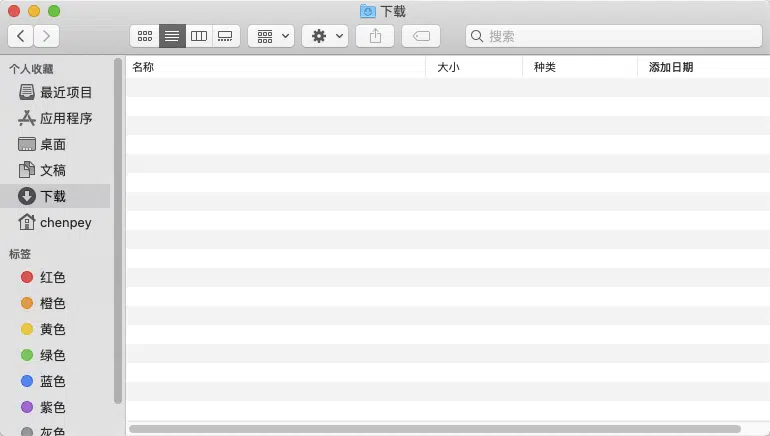 下载
搜索
个人收藏
最近项目
应用程序
桌面
文稿
下载
chenpey
标签
红色
橙色
黄色
绿色
蓝色
紫色
灰色
名称 大小 种类 添加日期